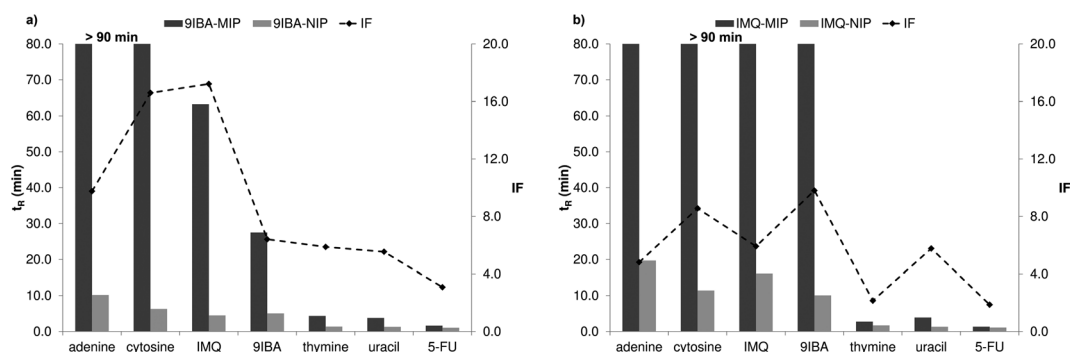 a)
9IBA-MIP 9IBA-NIP IF
> 90 min
80.0
70.0
60.0
50.0
40.0
30.0
20.0
10.0
0.0
tR (min)
20.0
16.0
12.0
8.0
4.0
0.0
IF
adenine cytosine IMQ 9IBA thymine uracil 5-FU
b)
IMQ-MIP IMQ-NIP IF
> 90 min
80.0
70.0
60.0
50.0
40.0
30.0
20.0
10.0
0.0
tR (min)
20.0
16.0
12.0
8.0
4.0
0.0
IF
adenine cytosine IMQ 9IBA thymine uracil 5-FU